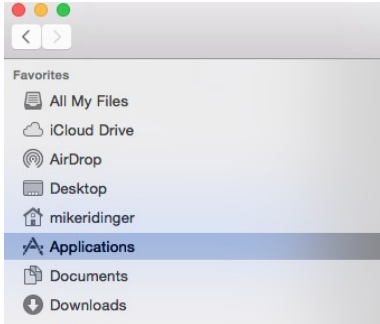 Favorites
All My Files
iCloud Drive
AirDrop
Desktop
mikeridinger
Applications
Documents
Downloads